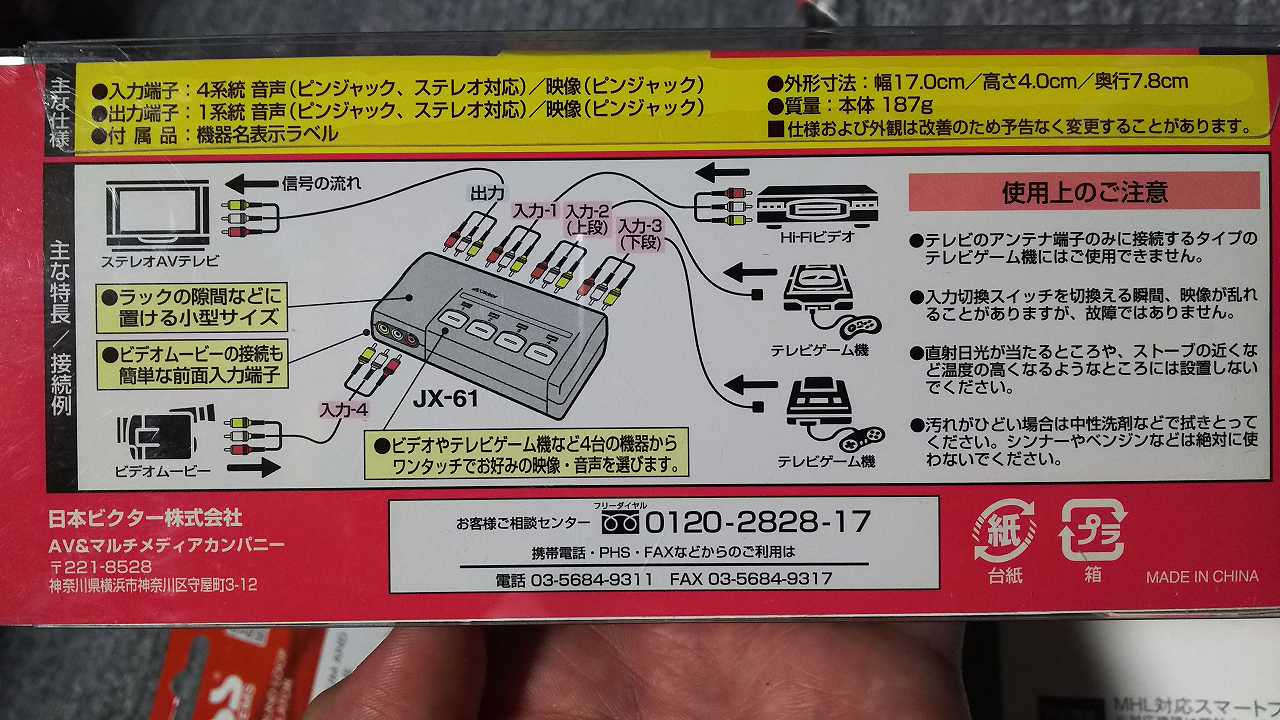 主な仕様
●入力端子：4系統 音声（ピンジャック、ステレオ対応）／映像（ピンジャック）
●出力端子：1系統 音声（ピンジャック、ステレオ対応）／映像（ピンジャック）
●付属品：機器名表示ラベル
●外形寸法：幅17.0cm／高さ4.0cm／奥行7.8cm
●質量：本体 187g
■仕様および外観は改善のため予告なく変更することがあります。
主な特長／接続例
信号の流れ
ステレオAVテレビ
出力
入力-1
入力-2
（上段）
入力-3
（下段）
Hi-Fiビデオ
テレビゲーム機
テレビゲーム機
●ラックの隙間などに
置ける小型サイズ
●ビデオムービーの接続も
簡単な前面入力端子
入力-4
JX-61
ビデオムービー
●ビデオやテレビゲーム機など4台の機器から
ワンタッチでお好みの映像・音声を選びます。
使用上のご注意
●テレビのアンテナ端子のみに接続するタイプの
テレビゲーム機にはご使用できません。
●入力切換スイッチを切換える瞬間、映像が乱れ
ることがありますが、故障ではありません。
●直射日光が当たるところや、ストーブの近くな
ど温度の高くなるようなところには設置しない
でください。
●汚れがひどい場合は中性洗剤などで拭きとって
ください。シンナーやベンジンなどは絶対に使
わないでください。
日本ビクター株式会社
AV&マルチメディアカンパニー
〒221-8528
神奈川県横浜市神奈川区守屋町3-12
お客様ご相談センター
フリーダイヤル
0120-2828-17
携帯電話・PHS・FAXなどからのご利用は
電話 03-5684-9311 FAX 03-5684-9317
紙
台紙
プラ
箱
MADE IN CHINA
MHL対応スマートフ